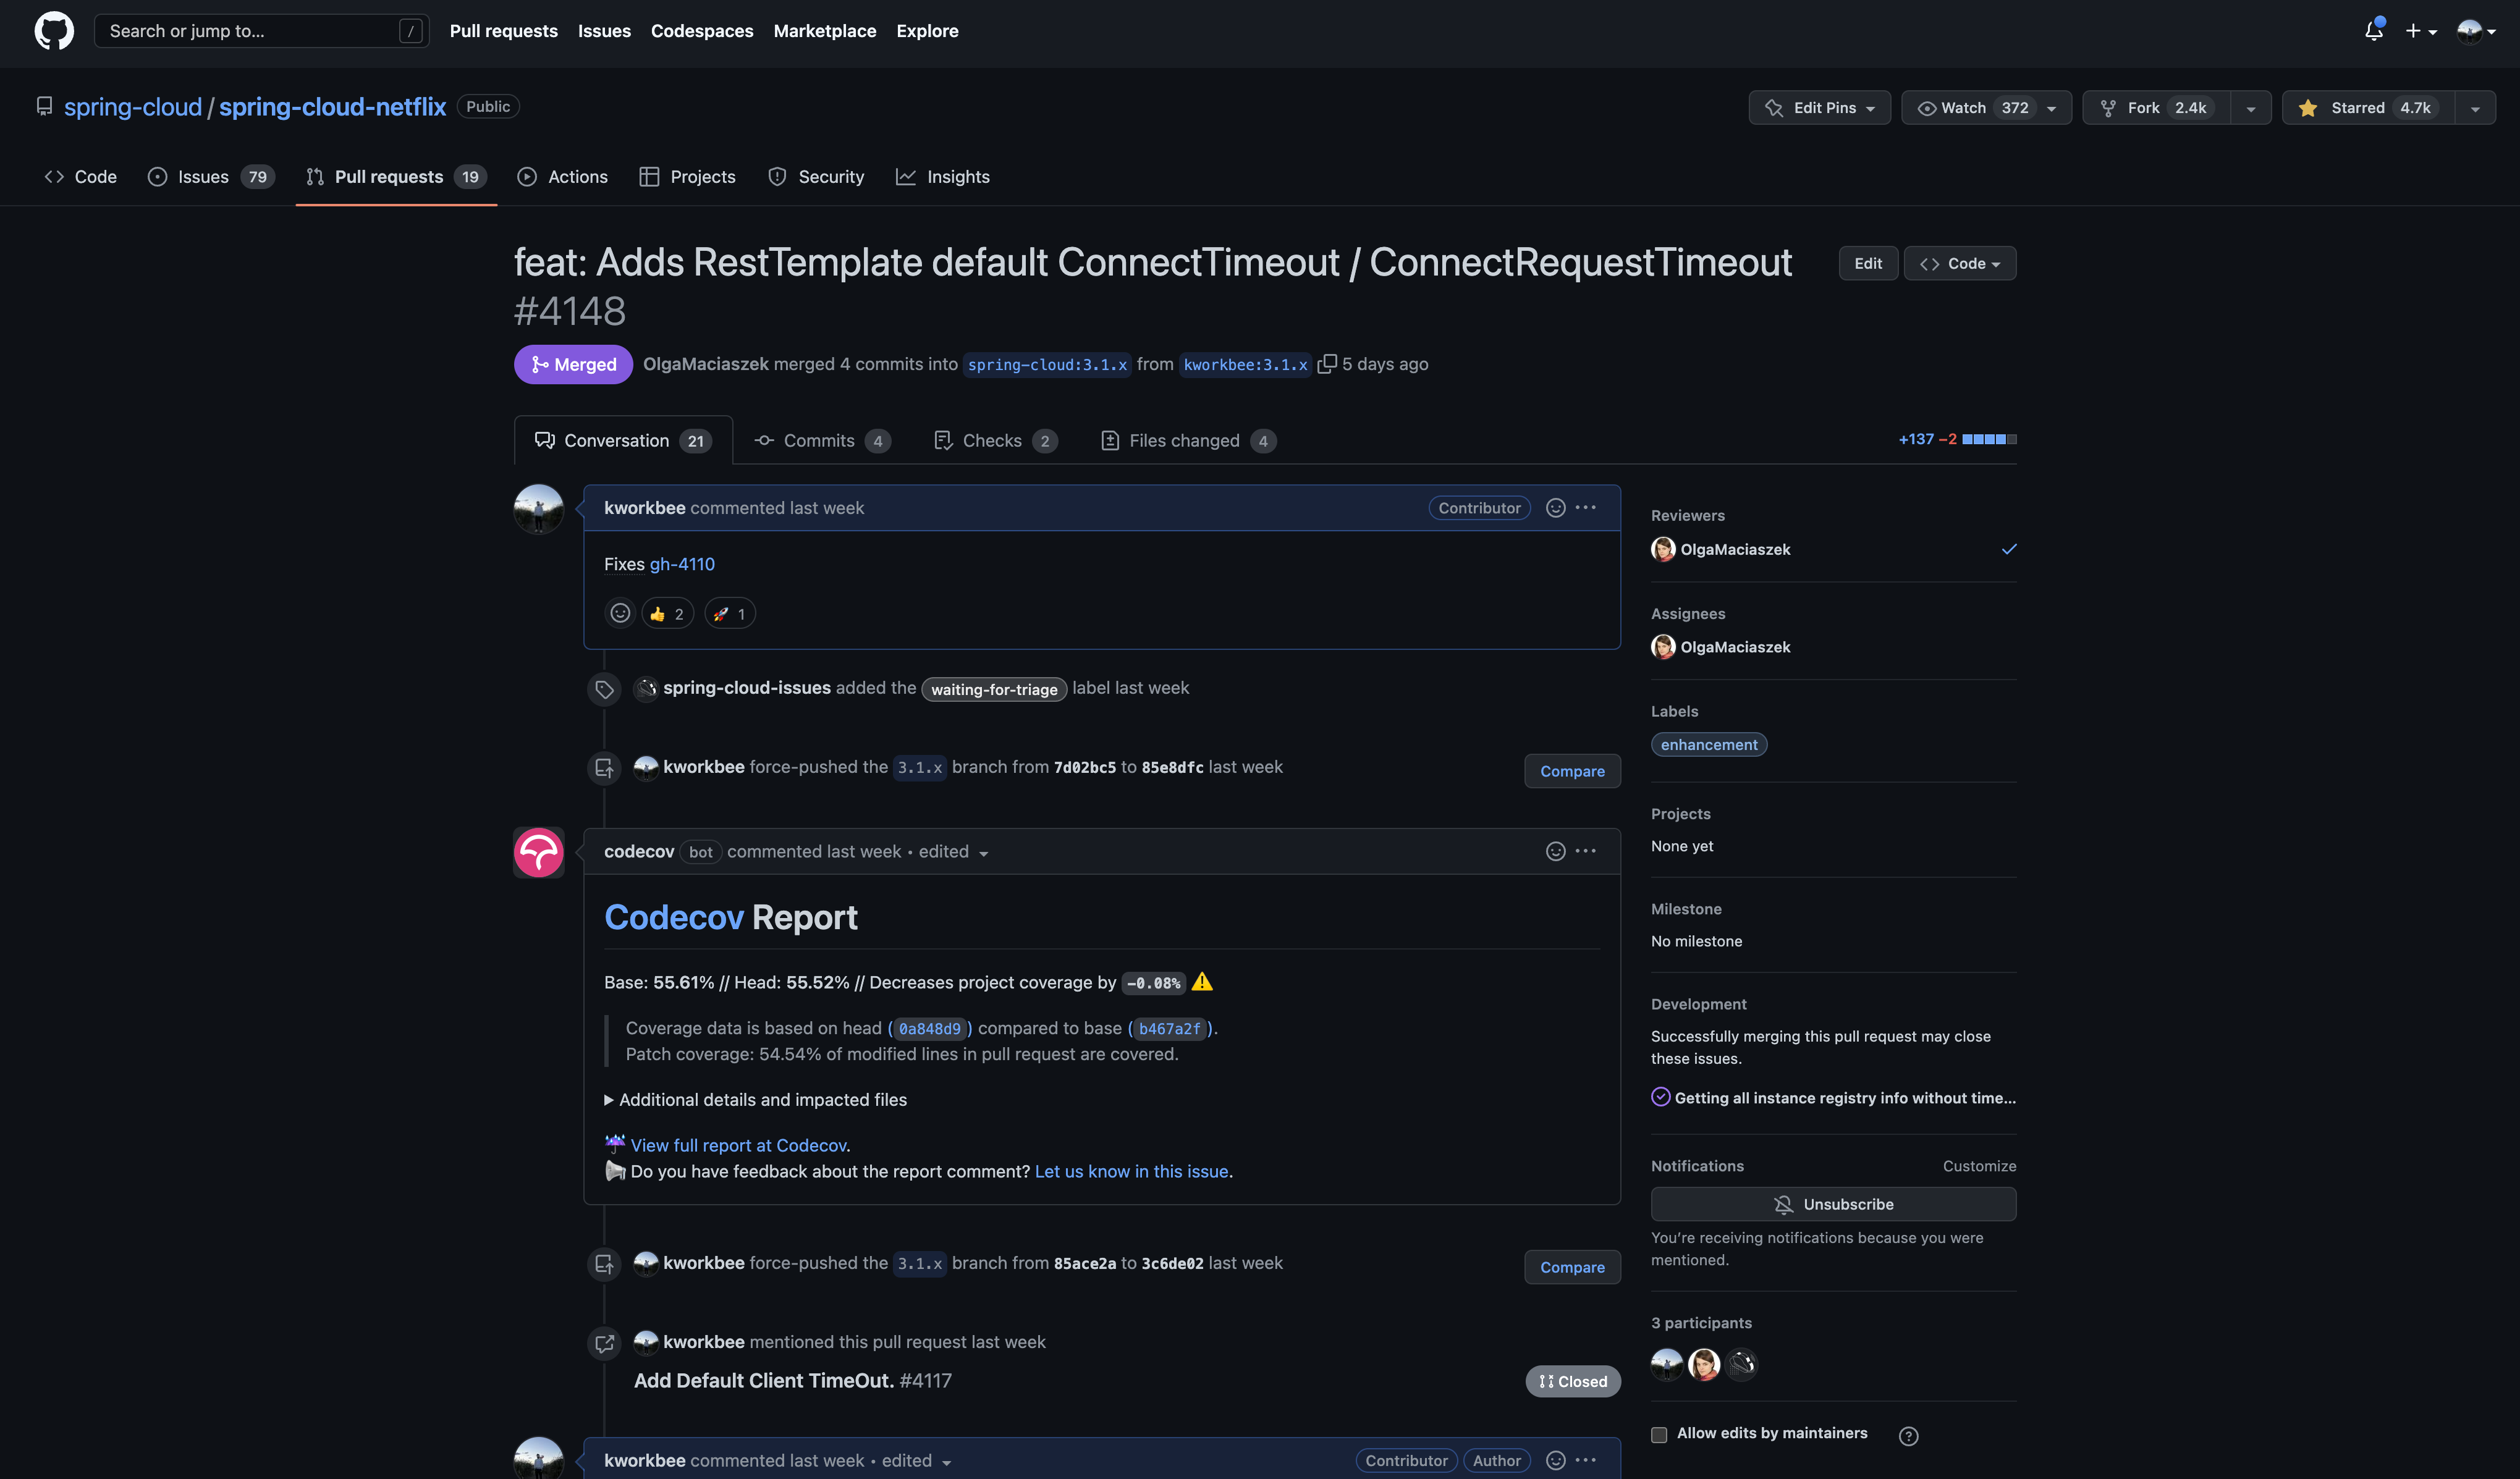 Search or jump to... /
Pull requests Issues Codespaces Marketplace Explore
spring-cloud / spring-cloud-netflix Public
Edit Pins Watch 372 Fork 2.4k Starred 4.7k
Code Issues 79 Pull requests 19 Actions Projects Security Insights
feat: Adds RestTemplate default ConnectTimeout / ConnectRequestTimeout
#4148
Edit Code
Merged OlgaMaciaszek merged 4 commits into spring-cloud:3.1.x from kworkbee:3.1.x 5 days ago
Conversation 21 Commits 4 Checks 2 Files changed 4
+137 −2
kworkbee commented last week Contributor
Fixes gh-4110
2 1
spring-cloud-issues added the waiting-for-triage label last week
kworkbee force-pushed the 3.1.x branch from 7d02bc5 to 85e8dfc last week Compare
codecov bot commented last week • edited
Codecov Report
Base: 55.61% // Head: 55.52% // Decreases project coverage by -0.08%
Coverage data is based on head (0a848d9) compared to base (b467a2f).
Patch coverage: 54.54% of modified lines in pull request are covered.
Additional details and impacted files
View full report at Codecov.
Do you have feedback about the report comment? Let us know in this issue.
kworkbee force-pushed the 3.1.x branch from 85ace2a to 3c6de02 last week Compare
kworkbee mentioned this pull request last week
Add Default Client TimeOut. #4117 Closed
kworkbee commented last week • edited Contributor Author
Reviewers
OlgaMaciaszek
Assignees
OlgaMaciaszek
Labels
enhancement
Projects
None yet
Milestone
No milestone
Development
Successfully merging this pull request may close
these issues.
Getting all instance registry info without time...
Notifications Customize
Unsubscribe
You're receiving notifications because you were
mentioned.
3 participants
Allow edits by maintainers ?